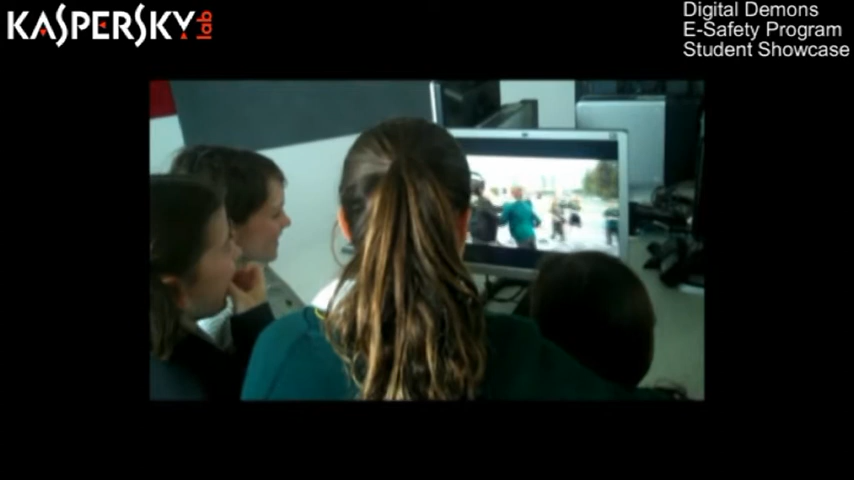 KASPERSKY lab
Digital Demons
E-Safety Program
Student Showcase